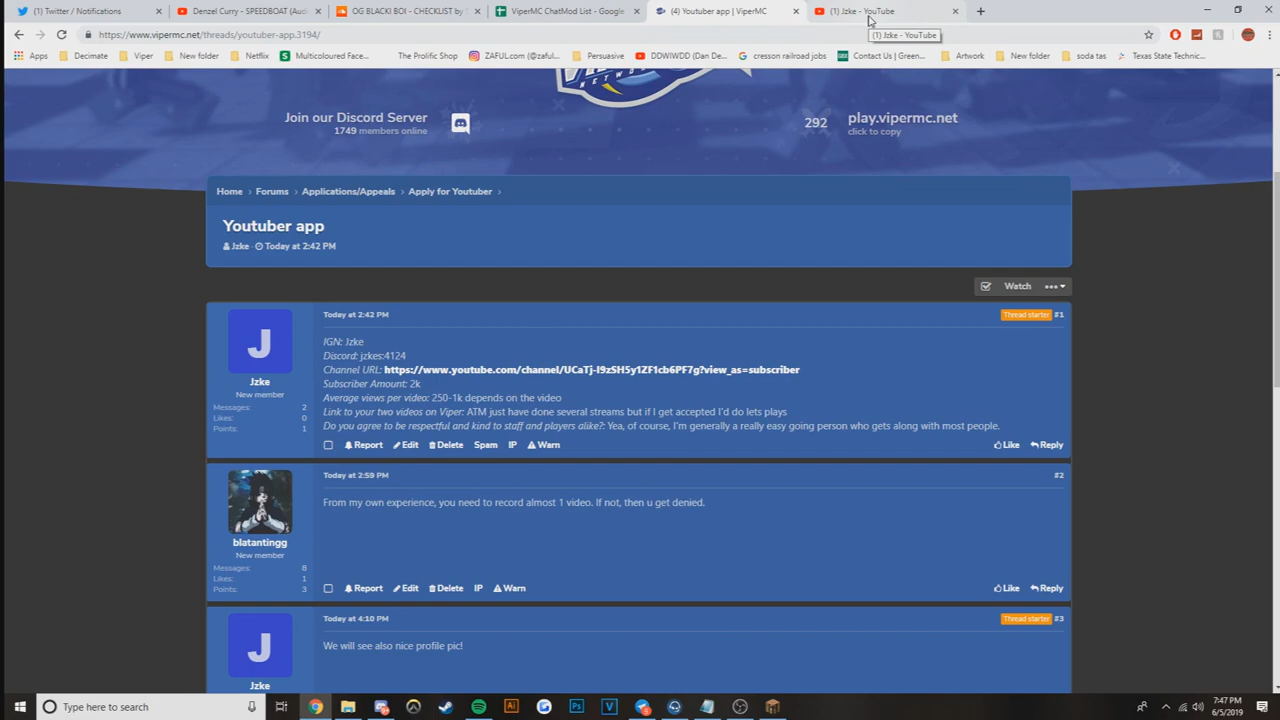 (1) Twitter / Notifications
Denzel Curry - SPEEDBOAT (Audi
OG BLACKI BOI - CHECKLIST by
ViperMC ChatMod List - Google
(4) Youtuber app | ViperMC
(1) Jzke - YouTube
https://www.vipermc.net/threads/youtuber-app.3194/
(1) Jzke - YouTube
Apps
Decimate
Viper
New folder
Netflix
Multicoloured Face...
The Prolific Shop
ZAFUL.com (@zaful...
Persuasive
DDWIWDD (Dan De...
cresson railroad jobs
Contact Us | Green...
Artwork
New folder
soda tas
Texas State Technic...
NETWORK
Join our Discord Server
1749 members online
292
play.vipermc.net
click to copy
Home > Forums > Applications/Appeals > Apply for Youtuber >
Youtuber app
Jzke Today at 2:42 PM
Watch
Today at 2:42 PM
Thread starter #1
J
Jzke
New member
Messages: 2
Likes: 0
Points: 1
IGN: Jzke
Discord: jzkes:4124
Channel URL: https://www.youtube.com/channel/UCaTj-I9zSH5y1ZF1cb6PF7g?view_as=subscriber
Subscriber Amount: 2k
Average views per video: 250-1k depends on the video
Link to your two videos on Viper: ATM just have done several streams but if I get accepted I'd do lets plays
Do you agree to be respectful and kind to staff and players alike?: Yea, of course, I'm generally a really easy going person who gets along with most people.
Report Edit Delete Spam IP Warn
Like Reply
Today at 2:59 PM
#2
blatantingg
New member
Messages: 8
Likes: 1
Points: 3
From my own experience, you need to record almost 1 video. If not, then u get denied.
Report Edit Delete IP Warn
Like Reply
Today at 4:10 PM
Thread starter #3
J
Jzke
We will see also nice profile pic!
Type here to search
Ai
Ps
V
7:47 PM
6/5/2019